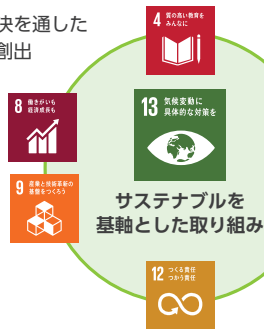 決を通した
創出
4 質の高い教育を
みんなに
8 働きがいも
経済成長も
13 気候変動に
具体的な対策を
9 産業と技術革新の
基盤をつくろう
サステナブルを
基軸とした取り組み
12 つくる責任
つかう責任